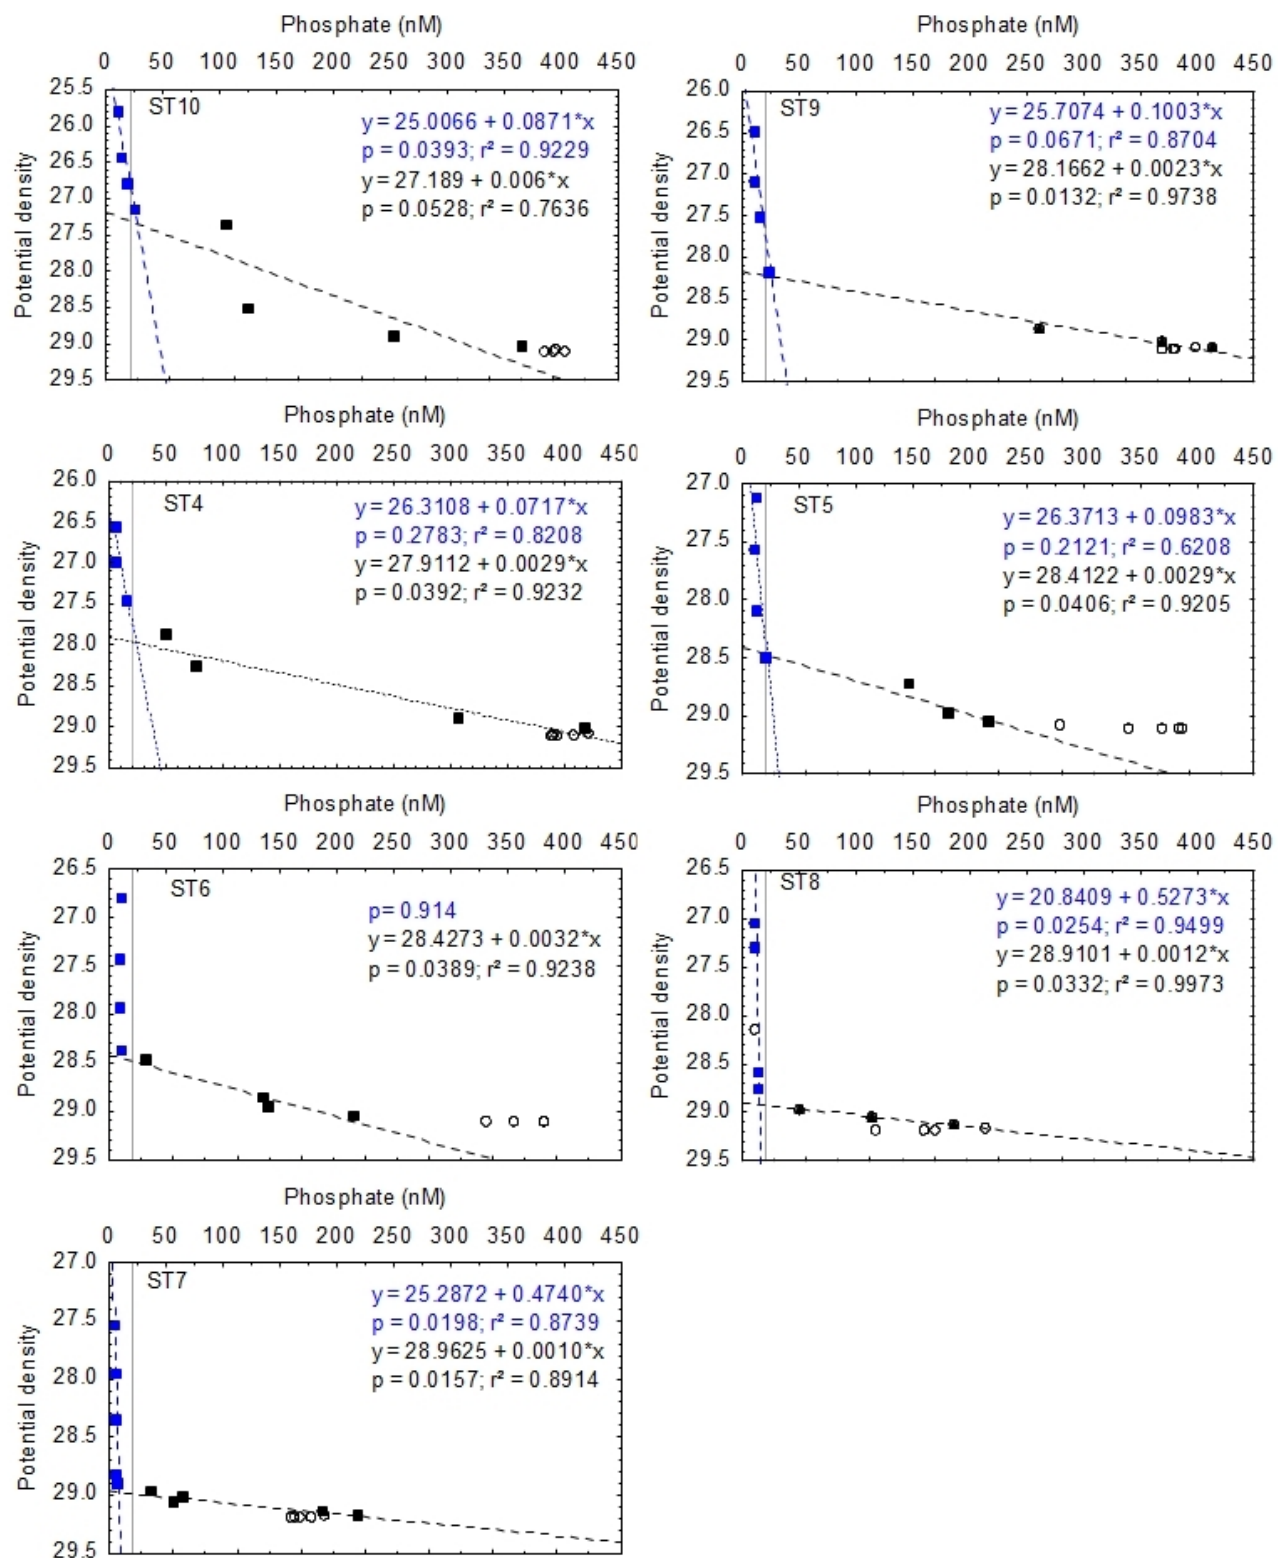 Phosphate (nM)
0 50 100 150 200 250 300 350 400 450
25.5
26.0
26.5
27.0
27.5
28.0
28.5
29.0
29.5
Potential density
ST10
y = 25.0066 + 0.0871*x
p = 0.0393; r² = 0.9229
y = 27.189 + 0.006*x
p = 0.0528; r² = 0.7636
Phosphate (nM)
0 50 100 150 200 250 300 350 400 450
26.0
26.5
27.0
27.5
28.0
28.5
29.0
29.5
Potential density
ST9
y = 25.7074 + 0.1003*x
p = 0.0671; r² = 0.8704
y = 28.1662 + 0.0023*x
p = 0.0132; r² = 0.9738
Phosphate (nM)
0 50 100 150 200 250 300 350 400 450
26.0
26.5
27.0
27.5
28.0
28.5
29.0
29.5
Potential density
ST4
y = 26.3108 + 0.0717*x
p = 0.2783; r² = 0.8208
y = 27.9112 + 0.0029*x
p = 0.0392; r² = 0.9232
Phosphate (nM)
0 50 100 150 200 250 300 350 400 450
27.0
27.5
28.0
28.5
29.0
29.5
Potential density
ST5
y = 26.3713 + 0.0983*x
p = 0.2121; r² = 0.6208
y = 28.4122 + 0.0029*x
p = 0.0406; r² = 0.9205
Phosphate (nM)
0 50 100 150 200 250 300 350 400 450
26.5
27.0
27.5
28.0
28.5
29.0
29.5
Potential density
ST6
p= 0.914
y = 28.4273 + 0.0032*x
p = 0.0389; r² = 0.9238
Phosphate (nM)
0 50 100 150 200 250 300 350 400 450
26.5
27.0
27.5
28.0
28.5
29.0
29.5
Potential density
ST8
y = 20.8409 + 0.5273*x
p = 0.0254; r² = 0.9499
y = 28.9101 + 0.0012*x
p = 0.0332; r² = 0.9973
Phosphate (nM)
0 50 100 150 200 250 300 350 400 450
27.0
27.5
28.0
28.5
29.0
29.5
Potential density
ST7
y = 25.2872 + 0.4740*x
p = 0.0198; r² = 0.8739
y = 28.9625 + 0.0010*x
p = 0.0157; r² = 0.8914